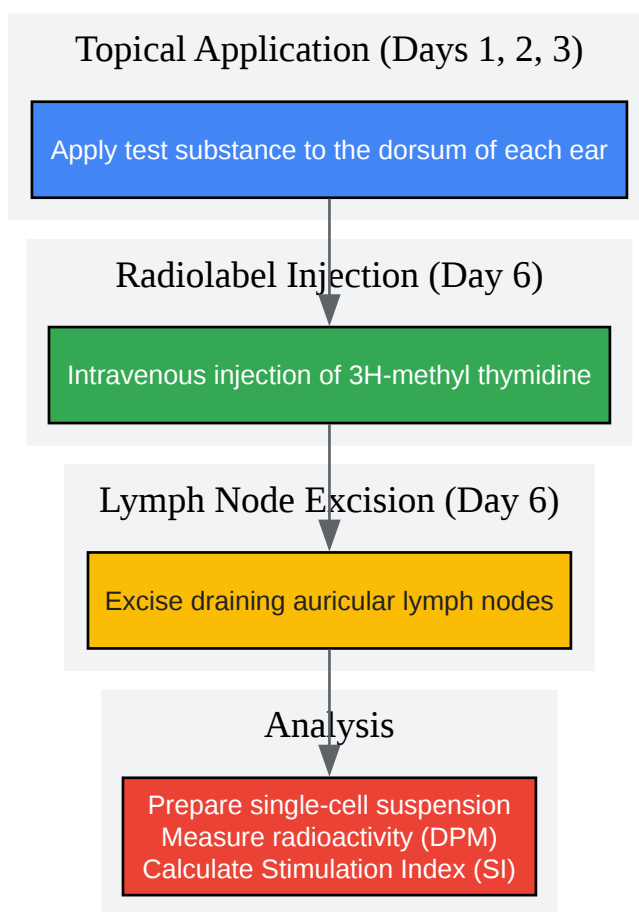 Topical Application (Days 1, 2, 3)
Apply test substance to the dorsum of each ear
Radiolabel Injection (Day 6)
Intravenous injection of 3H-methyl thymidine
Lymph Node Excision (Day 6)
Excise draining auricular lymph nodes
Analysis
Prepare single-cell suspension
Measure radioactivity (DPM)
Calculate Stimulation Index (SI)